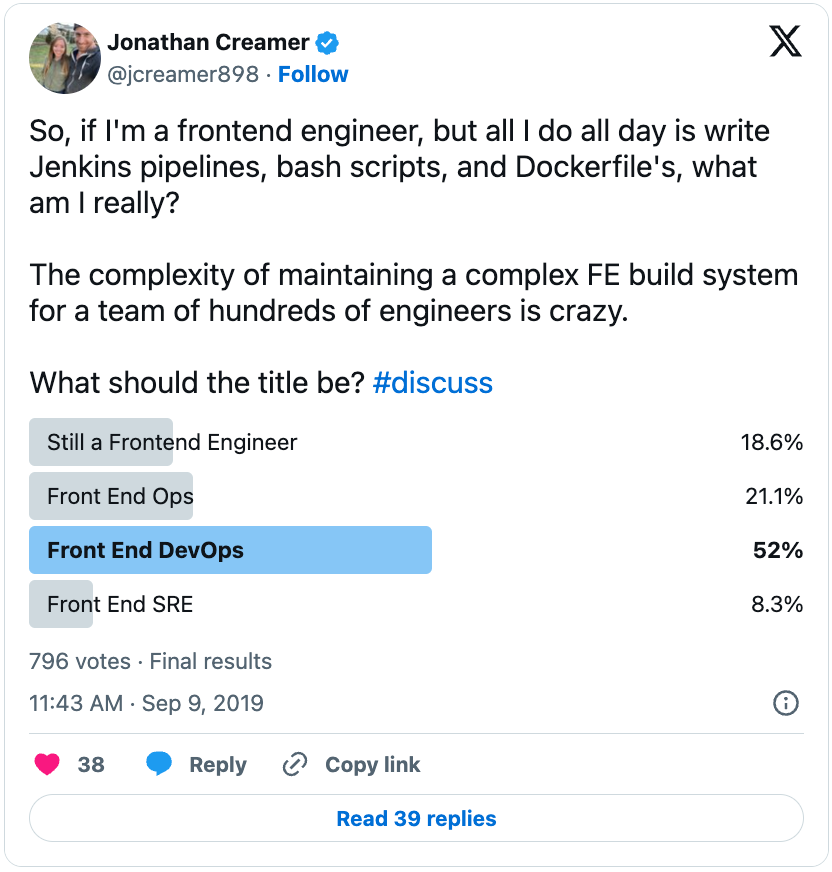 Jonathan Creamer
@jcreamer898 · Follow
So, if I'm a frontend engineer, but all I do all day is write
Jenkins pipelines, bash scripts, and Dockerfile's, what
am I really?
The complexity of maintaining a complex FE build system
for a team of hundreds of engineers is crazy.
What should the title be? #discuss
Still a Frontend Engineer 18.6%
Front End Ops 21.1%
Front End DevOps 52%
Front End SRE 8.3%
796 votes · Final results
11:43 AM · Sep 9, 2019
38 Reply Copy link
Read 39 replies